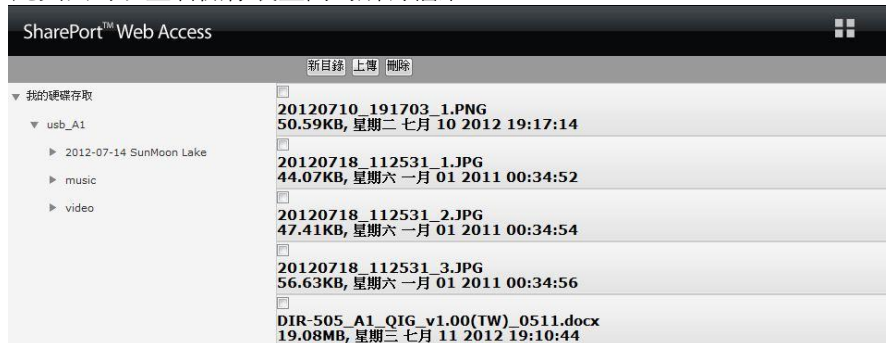 SharePort™ Web Access
新目錄 上傳 刪除
我的硬碟存取
usb_A1
2012-07-14 SunMoon Lake
music
video
20120710_191703_1.PNG
50.59KB, 星期二 七月 10 2012 19:17:14
20120718_112531_1.JPG
44.07KB, 星期六 一月 01 2011 00:34:52
20120718_112531_2.JPG
47.41KB, 星期六 一月 01 2011 00:34:54
20120718_112531_3.JPG
56.63KB, 星期六 一月 01 2011 00:34:56
DIR-505_A1_QIG_v1.00(TW)_0511.docx
19.08MB, 星期三 七月 11 2012 19:10:44